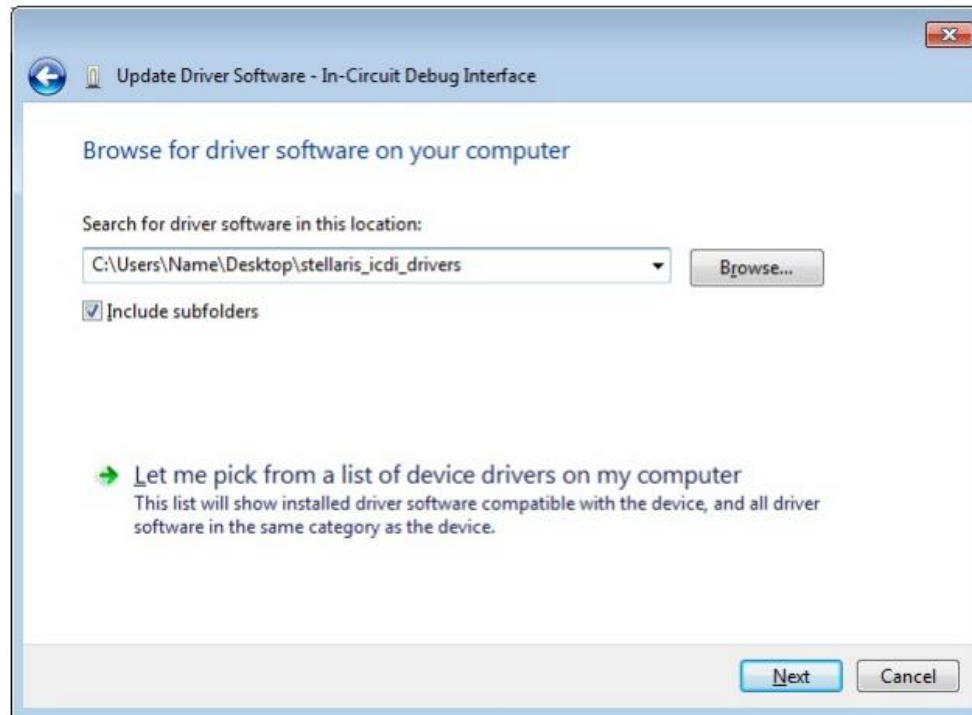 Update Driver Software - In-Circuit Debug Interface
Browse for driver software on your computer
Search for driver software in this location:
C:\Users\Name\Desktop\stellaris_icdi_drivers
Browse...
Include subfolders
Let me pick from a list of device drivers on my computer
This list will show installed driver software compatible with the device, and all driver
software in the same category as the device.
Next
Cancel